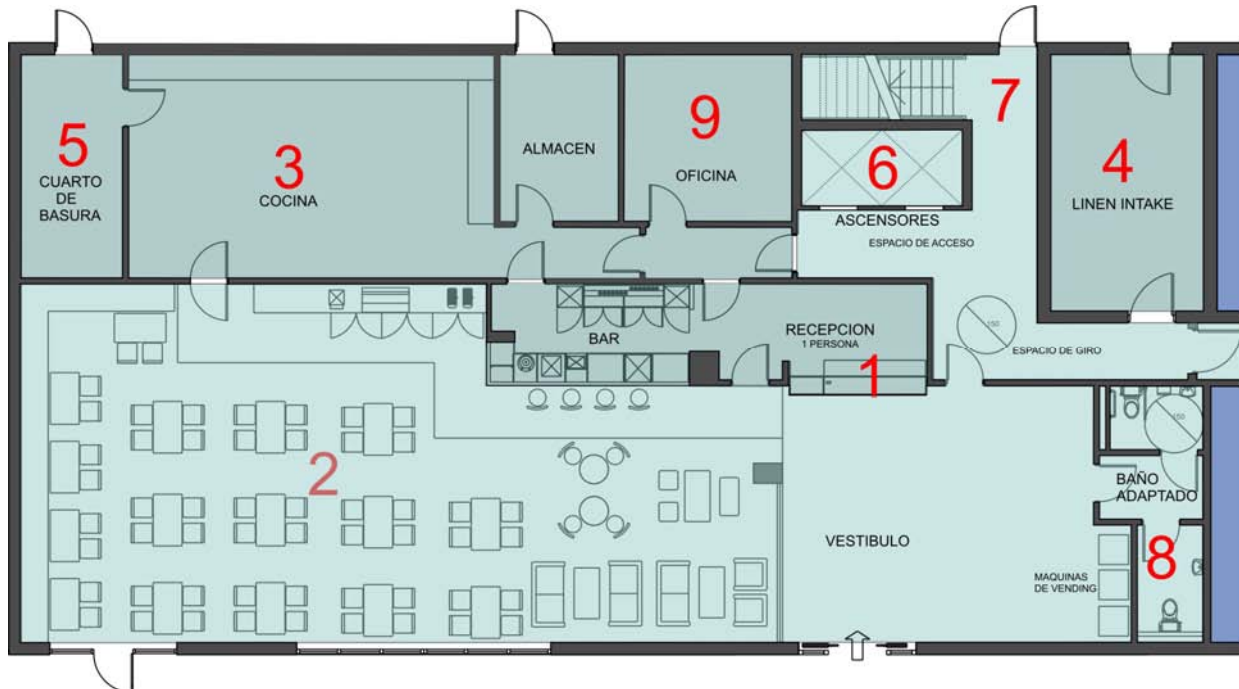 5
CUARTO
DE
BASURA
3
COCINA
ALMACEN
9
OFICINA
6
ASCENSORES
ESPACIO DE ACCESO
7
4
LINEN INTAKE
BAR
RECEPCION
1 PERSONA
1
150
ESPACIO DE GIRO
2
VESTIBULO
150
BAÑO
ADAPTADO
8
MAQUINAS
DE VENDING